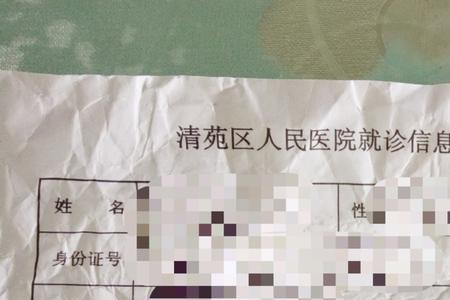 清苑区人民医院就诊信息
姓 名 性
身份证号